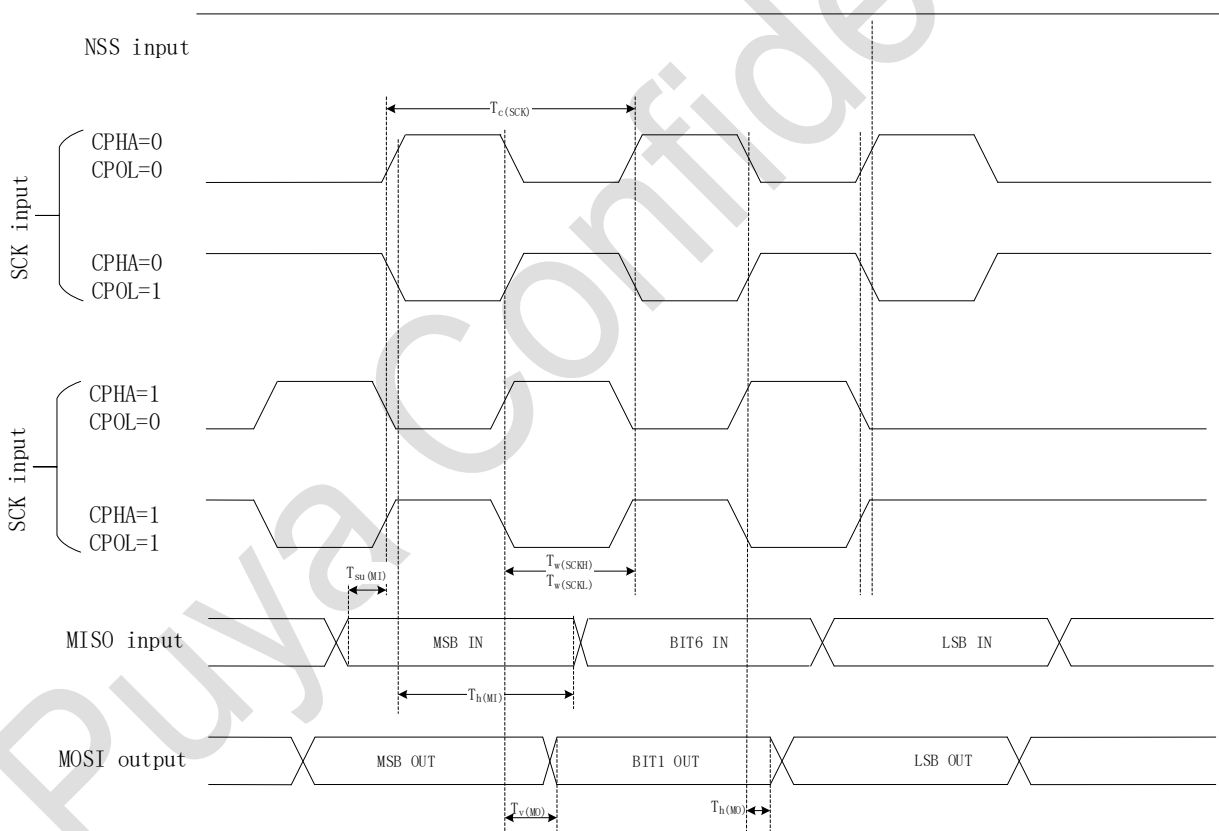 NSS input
Tc(SCK)
CPHA=0
CPOL=0
SCK input
CPHA=0
CPOL=1
CPHA=1
CPOL=0
SCK input
CPHA=1
CPOL=1
Tsu(MI)
Tw(SCKH)
Tw(SCKL)
MISO input
MSB IN
BIT6 IN
LSB IN
Th(MI)
MOSI output
MSB OUT
BIT1 OUT
LSB OUT
Tv(MO)
Th(MO)
Puya Confide